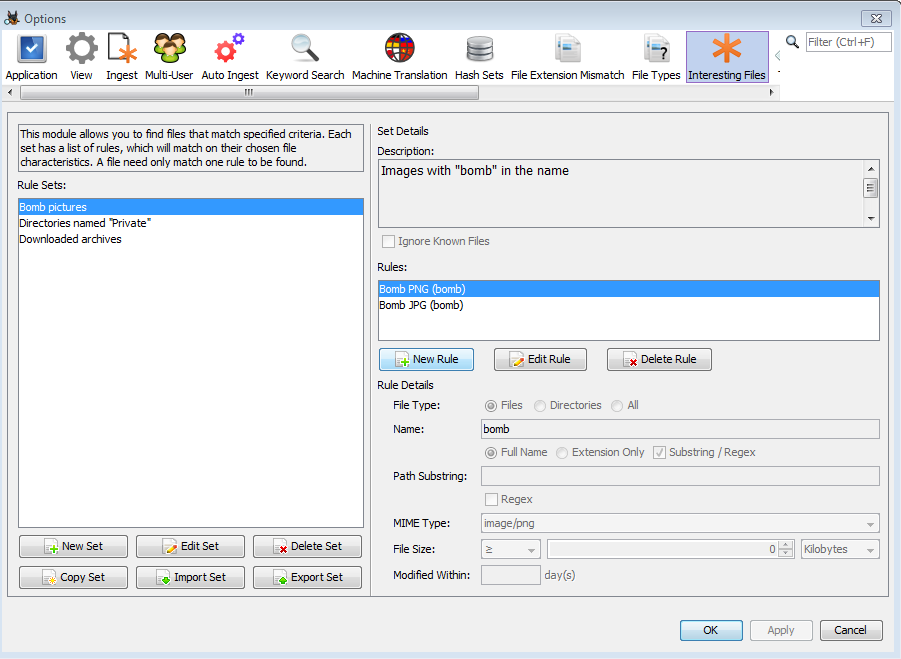 Options
Application View Ingest Multi-User Auto Ingest Keyword Search Machine Translation Hash Sets File Extension Mismatch File Types Interesting Files
Filter (Ctrl+F)
This module allows you to find files that match specified criteria. Each
set has a list of rules, which will match on their chosen file
characteristics. A file need only match one rule to be found.
Rule Sets:
Bomb pictures
Directories named "Private"
Downloaded archives
New Set Edit Set Delete Set
Copy Set Import Set Export Set
Set Details
Description:
Images with "bomb" in the name
Ignore Known Files
Rules:
Bomb PNG (bomb)
Bomb JPG (bomb)
New Rule Edit Rule Delete Rule
Rule Details
File Type: Files Directories All
Name: bomb
Full Name Extension Only Substring / Regex
Path Substring:
Regex
MIME Type: image/png
File Size: ≥ 0 Kilobytes
Modified Within: day(s)
OK Apply Cancel